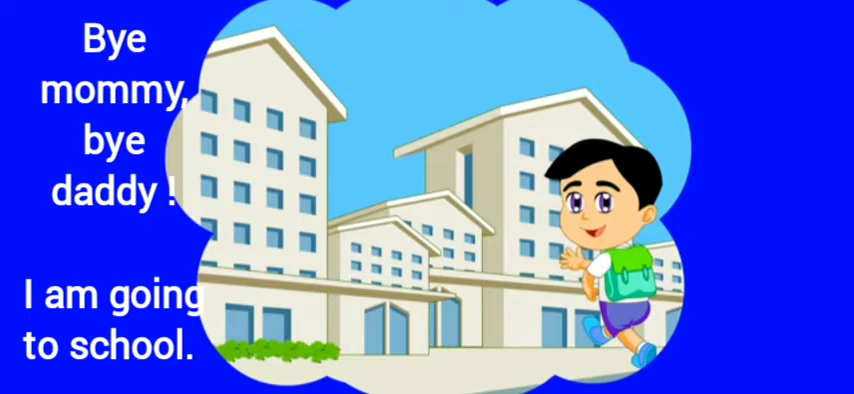 Bye
mommy,
bye
daddy !
I am going
to school.